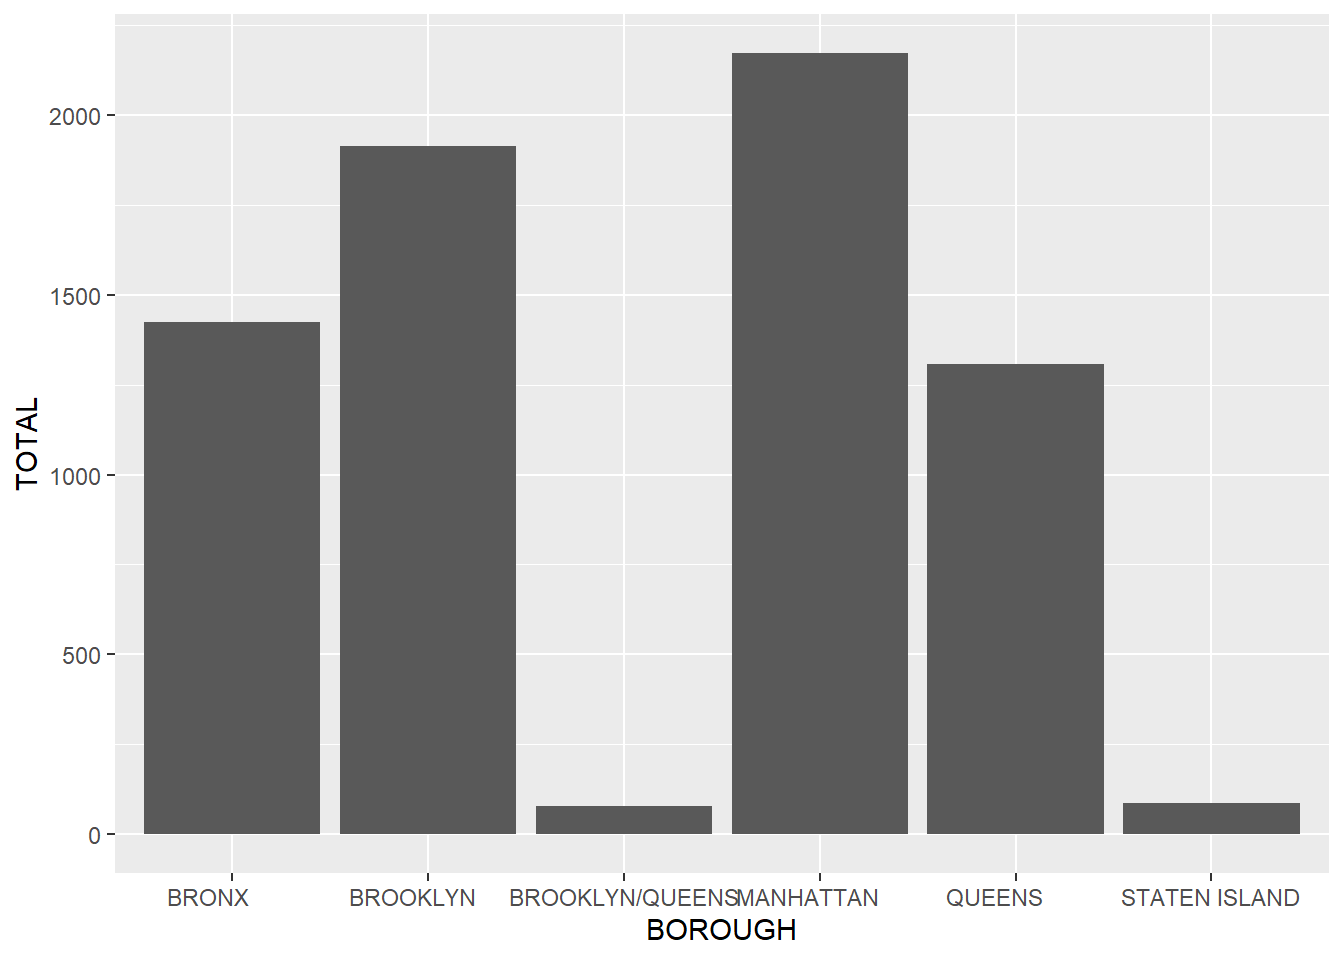 TOTAL
2000
1500
1000
500
0
BRONX BROOKLYN BROOKLYN/QUEENS MANHATTAN QUEENS STATEN ISLAND
BOROUGH